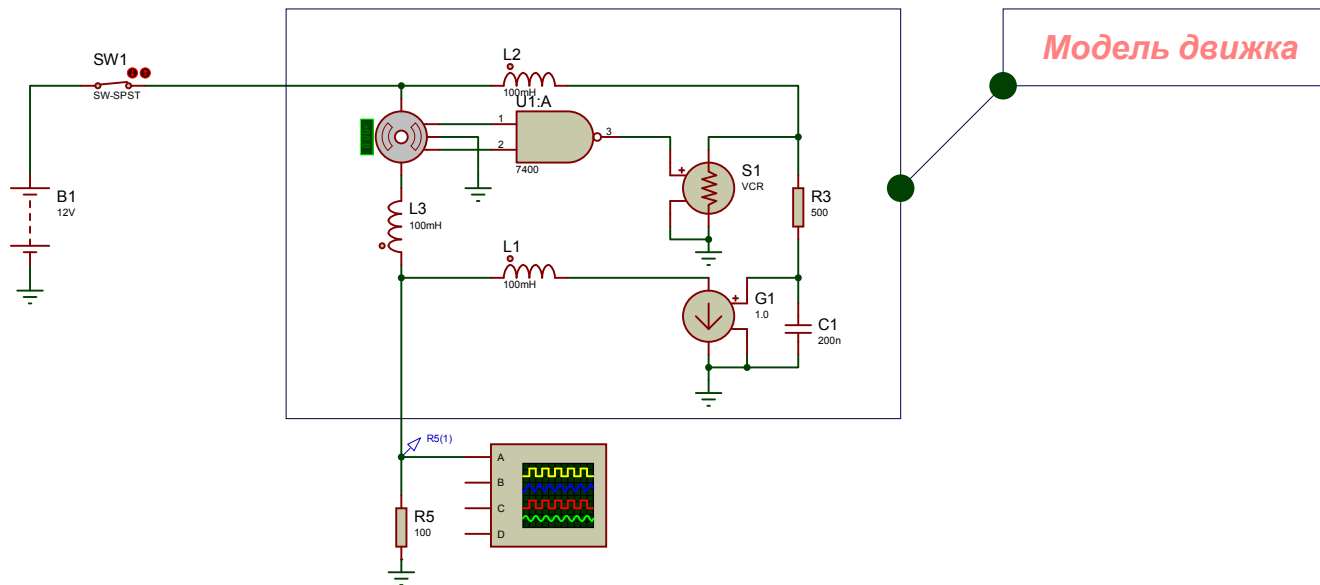 Модель движка
SW1
SW-SPST
L2
100mH
U1:A
1
2
3
7400
B1
12V
S1
VCR
R3
500
L3
100mH
L1
100mH
G1
1.0
C1
200n
R5(1)
A
B
C
D
R5
100